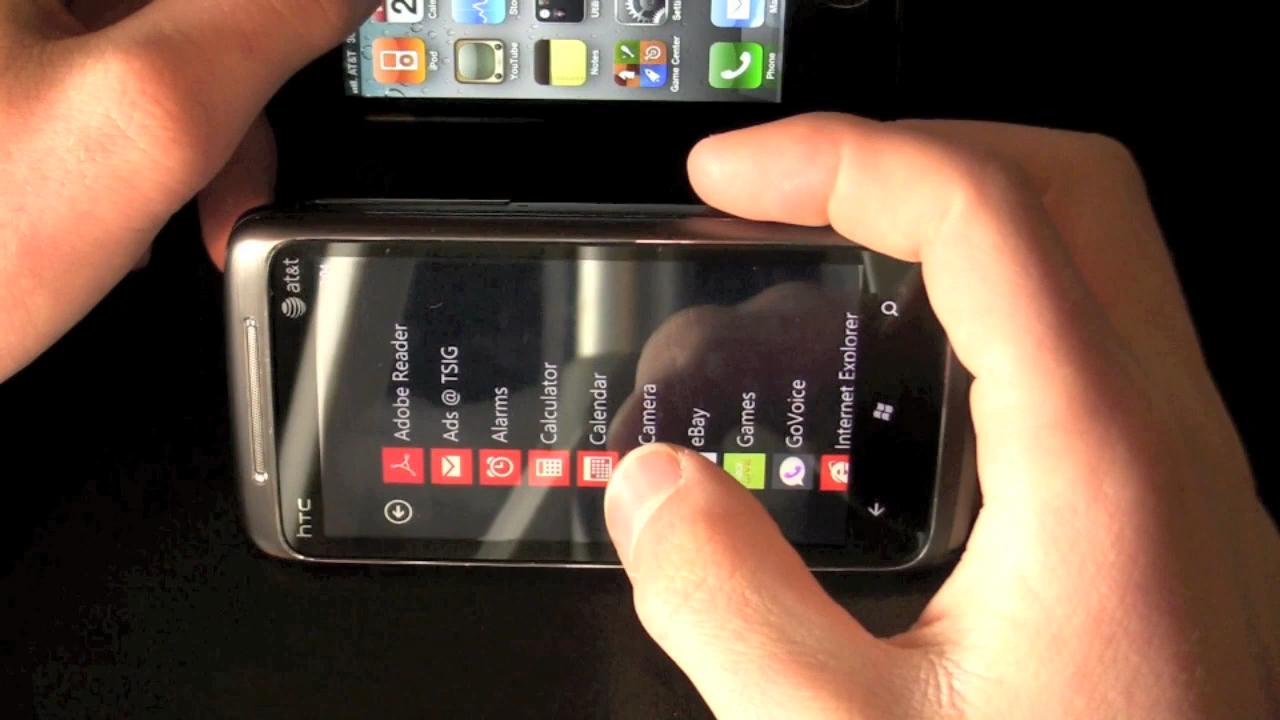 AT&T 3G
iPod
YouTube
Notes
Game Center
Phone
at&t
hTC
Adobe Reader
Ads @ TSIG
Alarms
Calculator
Calendar
Camera
eBay
Games
GoVoice
Internet Explorer